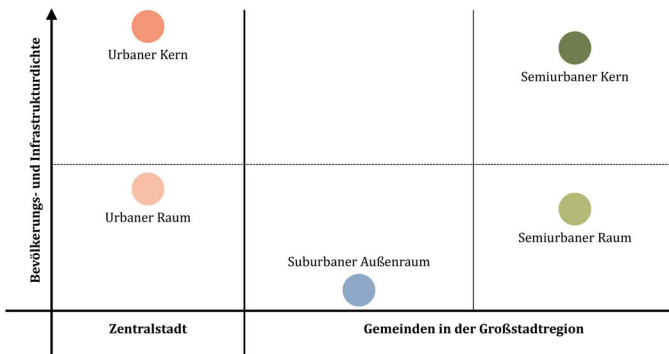 Bevölkerungs- und Infrastrukturdichte
Urbaner Kern
Semiurbaner Kern
Urbaner Raum
Semiurbaner Raum
Suburbaner Außenraum
Zentralstadt
Gemeinden in der Großstadtregion